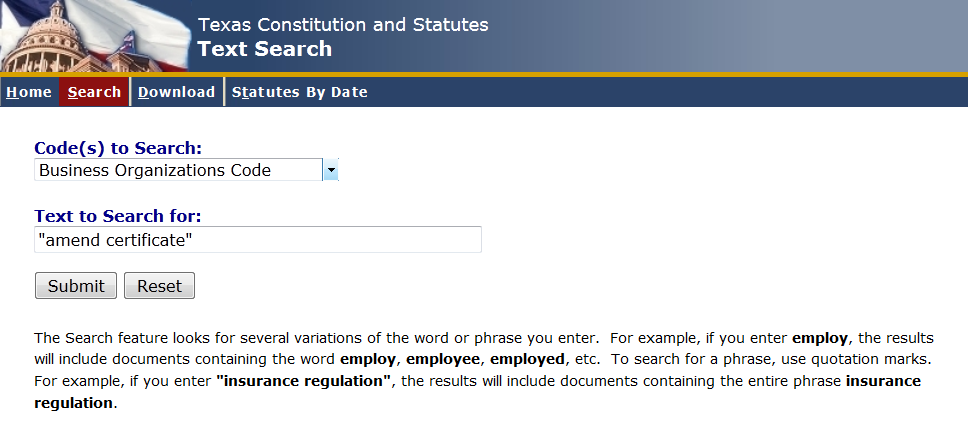 Texas Constitution and Statutes
Text Search
Home Search Download Statutes By Date
Code(s) to Search:
Business Organizations Code
Text to Search for:
"amend certificate"
Submit Reset
The Search feature looks for several variations of the word or phrase you enter. For example, if you enter employ, the results
will include documents containing the word employ, employee, employed, etc. To search for a phrase, use quotation marks.
For example, if you enter "insurance regulation", the results will include documents containing the entire phrase insurance
regulation.